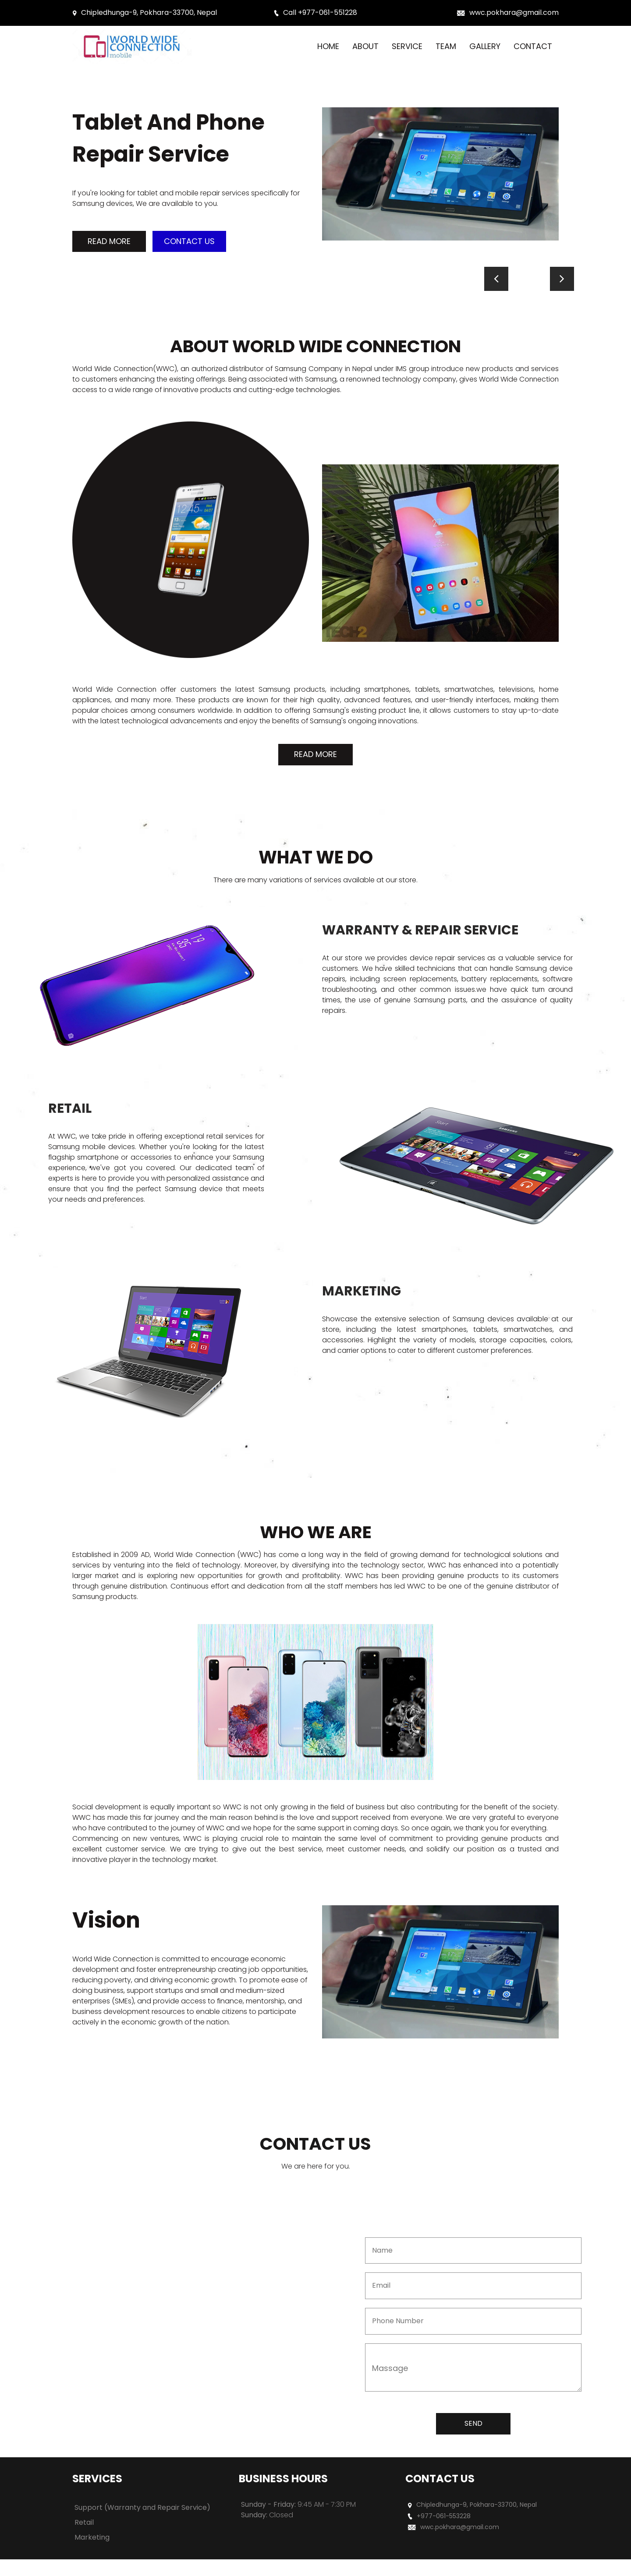 Chipledhunga-9, Pokhara-33700, Nepal
Call +977-061-551228
wwc.pokhara@gmail.com
WORLD WIDE
CONNECTION
mobile
HOME
ABOUT
SERVICE
TEAM
GALLERY
CONTACT
Tablet And Phone
Repair Service
If you're looking for tablet and mobile repair services specifically for
Samsung devices, We are available to you.
READ MORE
CONTACT US
ABOUT WORLD WIDE CONNECTION
World Wide Connection(WWC), an authorized distributor of Samsung Company in Nepal under IMS group introduce new products and services
to customers enhancing the existing offerings. Being associated with Samsung, a renowned technology company, gives World Wide Connection
access to a wide range of innovative products and cutting-edge technologies.
TECH2
World Wide Connection offer customers the latest Samsung products, including smartphones, tablets, smartwatches, televisions, home
appliances, and many more. These products are known for their high quality, advanced features, and user-friendly interfaces, making them
popular choices among consumers worldwide. In addition to offering Samsung's existing product line, it allows customers to stay up-to-date
with the latest technological advancements and enjoy the benefits of Samsung's ongoing innovations.
READ MORE
WHAT WE DO
There are many variations of services available at our store.
WARRANTY & REPAIR SERVICE
At our store we provides device repair services as a valuable service for
customers. We have skilled technicians that can handle Samsung device
repairs, including screen replacements, battery replacements, software
troubleshooting, and other common issues.we have quick turn around
times, the use of genuine Samsung parts, and the assurance of quality
repairs.
RETAIL
At WWC, we take pride in offering exceptional retail services for
Samsung mobile devices. Whether you're looking for the latest
flagship smartphone or accessories to enhance your Samsung
experience, we've got you covered. Our dedicated team of
experts is here to provide you with personalized assistance and
ensure that you find the perfect Samsung device that meets
your needs and preferences.
MARKETING
Showcase the extensive selection of Samsung devices available at our
store, including the latest smartphones, tablets, smartwatches, and
accessories. Highlight the variety of models, storage capacities, colors,
and carrier options to cater to different customer preferences.
WHO WE ARE
Established in 2009 AD, World Wide Connection (WWC) has come a long way in the field of growing demand for technological solutions and
services by venturing into the field of technology. Moreover, by diversifying into the technology sector, WWC has enhanced into a potentially
larger market and is exploring new opportunities for growth and profitability. WWC has been providing genuine products to its customers
through genuine distribution. Continuous effort and dedication from all the staff members has led WWC to be one of the genuine distributor of
Samsung products.
Social development is equally important so WWC is not only growing in the field of business but also contributing for the benefit of the society.
WWC has made this far journey and the main reason behind is the love and support received from everyone. We are very grateful to everyone
who have contributed to the journey of WWC and we hope for the same support in coming days. So once again, we thank you for everything.
Commencing on new ventures, WWC is playing crucial role to maintain the same level of commitment to providing genuine products and
excellent customer service. We are trying to give out the best service, meet customer needs, and solidify our position as a trusted and
innovative player in the technology market.
Vision
World Wide Connection is committed to encourage economic
development and foster entrepreneurship creating job opportunities,
reducing poverty, and driving economic growth. To promote ease of
doing business, support startups and small and medium-sized
enterprises (SMEs), and provide access to finance, mentorship, and
business development resources to enable citizens to participate
actively in the economic growth of the nation.
CONTACT US
We are here for you.
Name
Email
Phone Number
Massage
SEND
SERVICES
Support (Warranty and Repair Service)
Retail
Marketing
BUSINESS HOURS
Sunday - Friday: 9:45 AM - 7:30 PM
Sunday: Closed
CONTACT US
Chipledhunga-9, Pokhara-33700, Nepal
+977-061-553228
wwc.pokhara@gmail.com